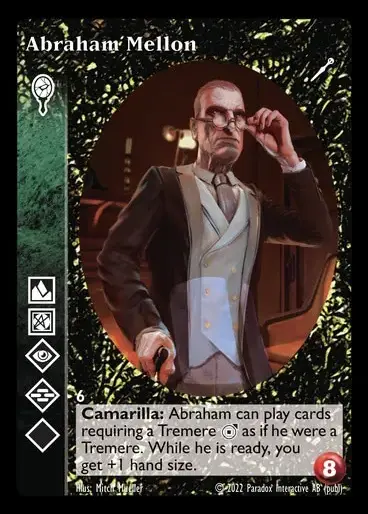 Abraham Mellon
6
Camarilla: Abraham can play cards
requiring a Tremere as if he were a
Tremere. While he is ready, you
get +1 hand size.
8
Illus: Mitch Mueller
© 2022 Paradox Interactive AB (publ)